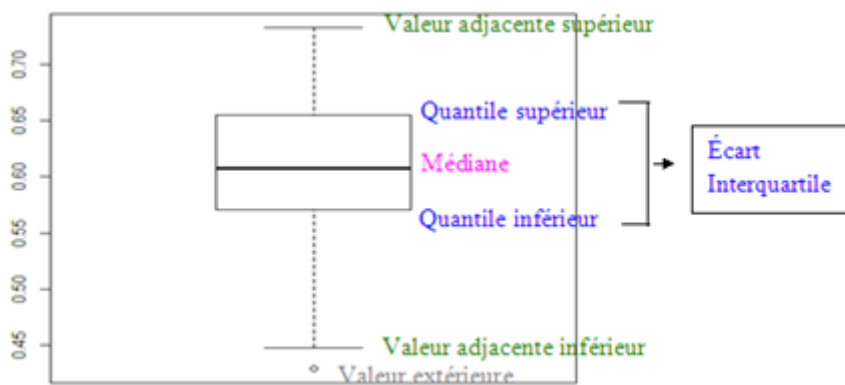 Valeur adjacente supérieur
0.70
0.65
Quantile supérieur
Écart
Interquartile
Médiane
0.60
Quantile inférieur
0.55
0.50
0.45
Valeur adjacente inférieur
Valeur extérieure